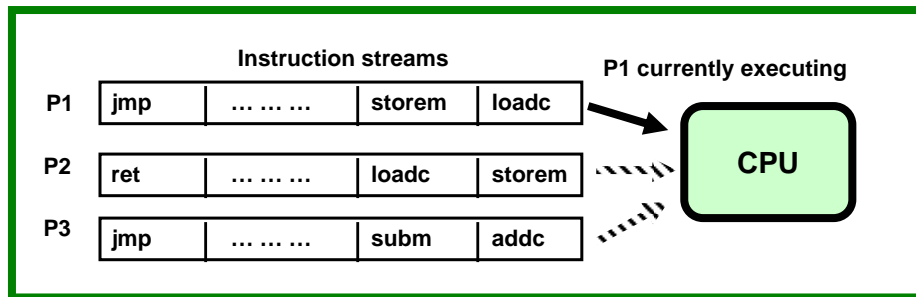 Instruction streams
P1 currently executing
P1 jmp … … … storem loadc
CPU
P2 ret … … … loadc storem
P3 jmp … … … subm addc